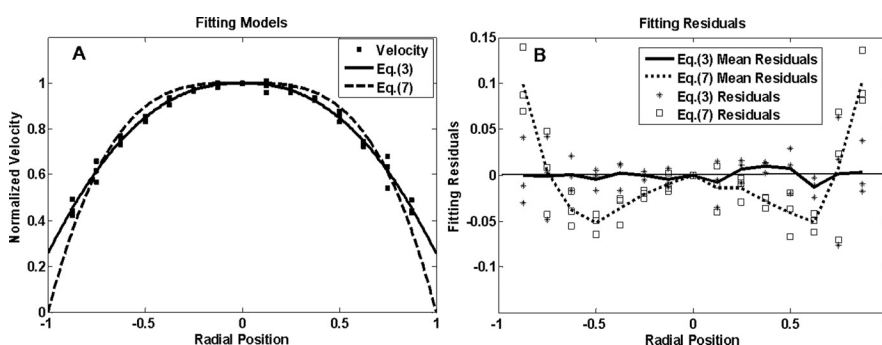 Fitting Models
A
Velocity
Eq.(3)
Eq.(7)
Normalized Velocity
1
0.8
0.6
0.4
0.2
0
-1
-0.5
0
0.5
1
Radial Position
Fitting Residuals
B
Eq.(3) Mean Residuals
Eq.(7) Mean Residuals
Eq.(3) Residuals
Eq.(7) Residuals
Fitting Residuals
0.15
0.1
0.05
0
-0.05
-0.1
-1
-0.5
0
0.5
1
Radial Position